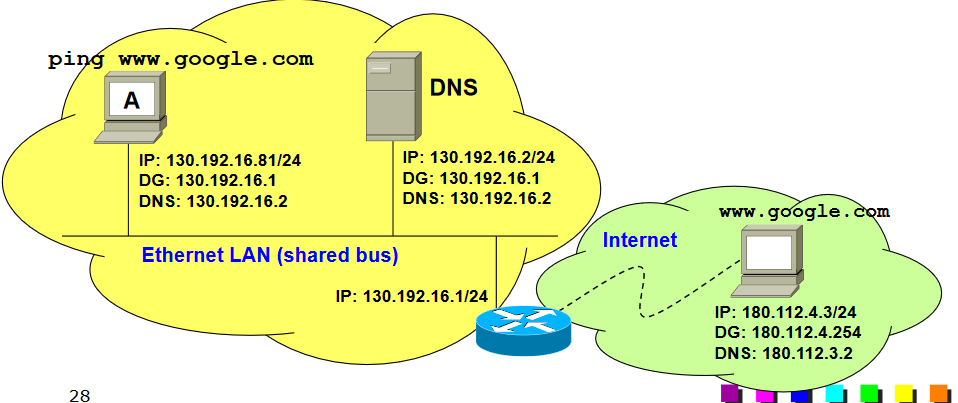 ping www.google.com
A
DNS
IP: 130.192.16.81/24
DG: 130.192.16.1
DNS: 130.192.16.2
IP: 130.192.16.2/24
DG: 130.192.16.1
DNS: 130.192.16.2
Ethernet LAN (shared bus)
IP: 130.192.16.1/24
Internet
www.google.com
IP: 180.112.4.3/24
DG: 180.112.4.254
DNS: 180.112.3.2
28